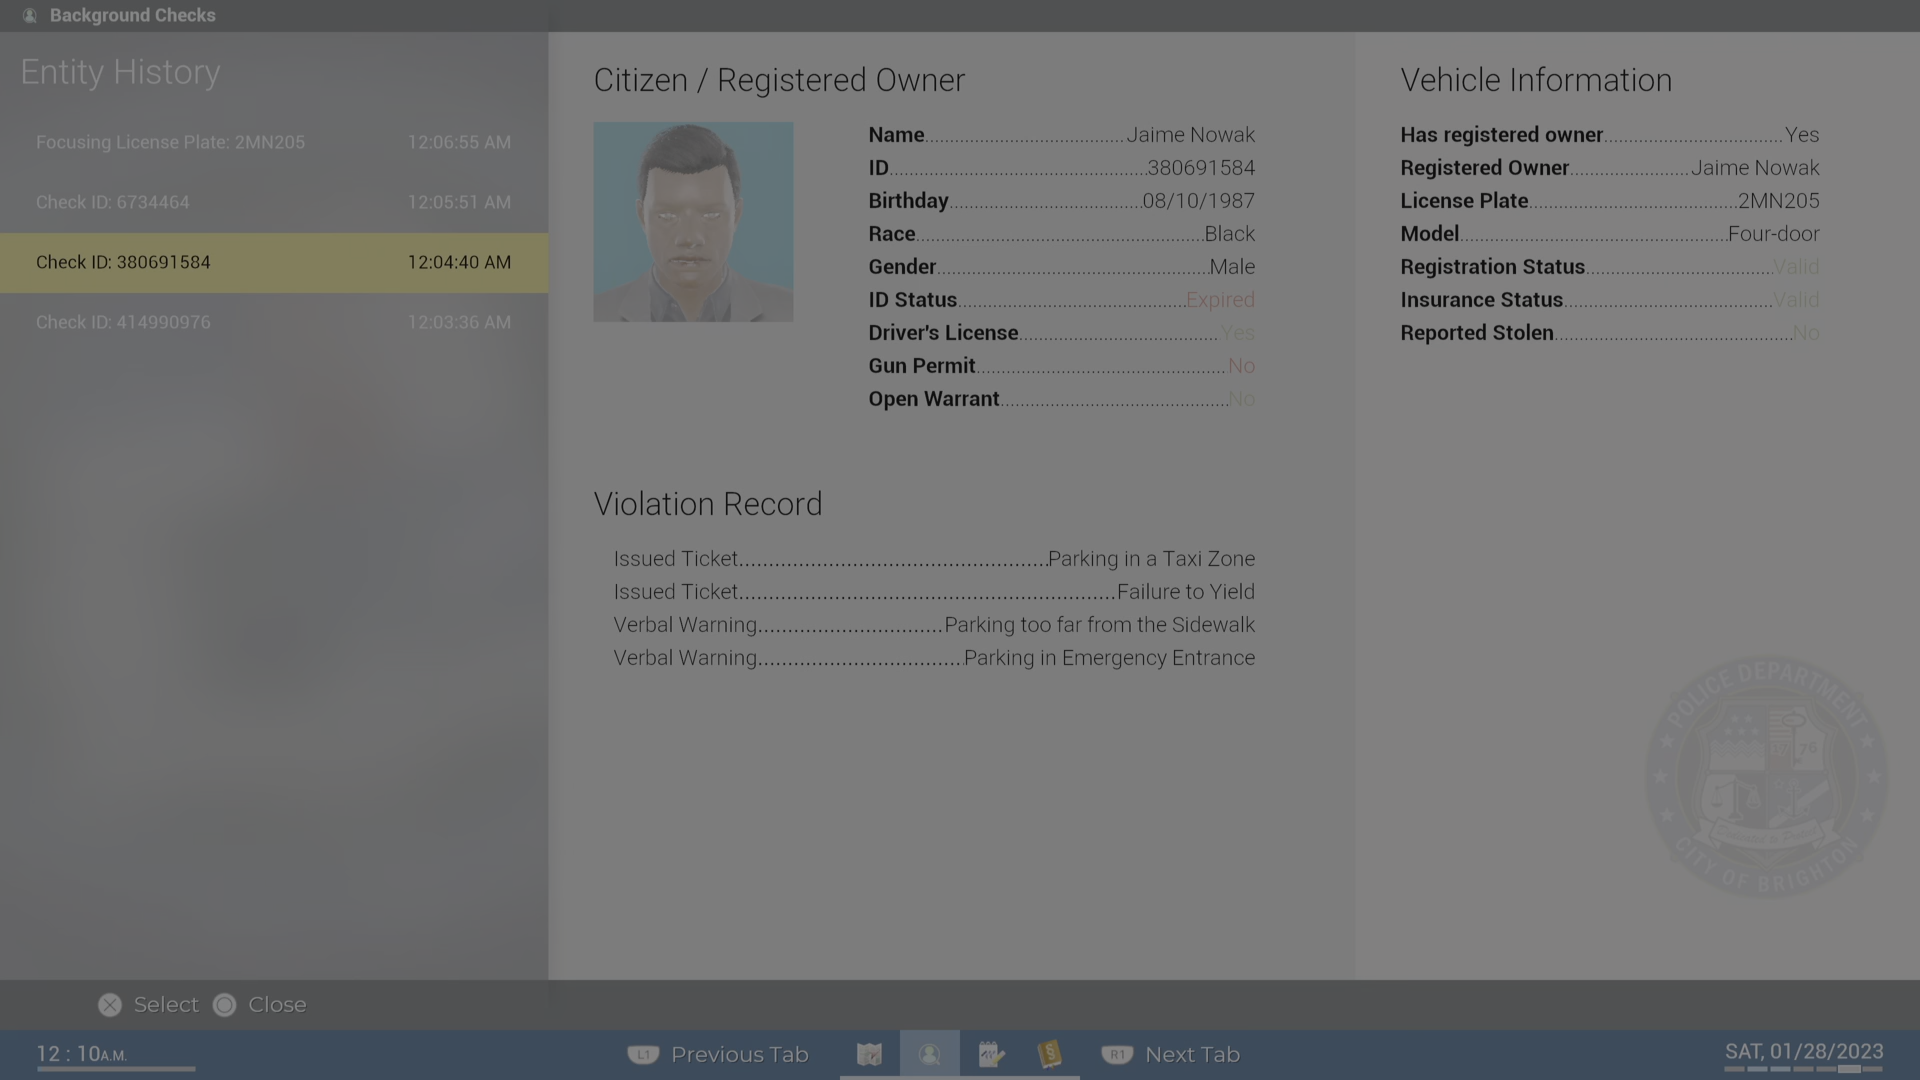 Background Checks
Entity History
Focusing License Plate: 2MN205 12:06:55 AM
Check ID: 6734464 12:05:51 AM
Check ID: 380691584 12:04:40 AM
Check ID: 414990976 12:03:36 AM
Citizen / Registered Owner
Name Jaime Nowak
ID 380691584
Birthday 08/10/1987
Race Black
Gender Male
ID Status Expired
Driver's License Yes
Gun Permit No
Open Warrant No
Violation Record
Issued Ticket Parking in a Taxi Zone
Issued Ticket Failure to Yield
Verbal Warning Parking too far from the Sidewalk
Verbal Warning Parking in Emergency Entrance
Vehicle Information
Has registered owner Yes
Registered Owner Jaime Nowak
License Plate 2MN205
Model Four-door
Registration Status Valid
Insurance Status Valid
Reported Stolen No
POLICE DEPARTMENT
1776
CITY OF BRIGHTON
Select Close
12 : 10A.M.
L1 Previous Tab
§
R1 Next Tab
SAT, 01/28/2023